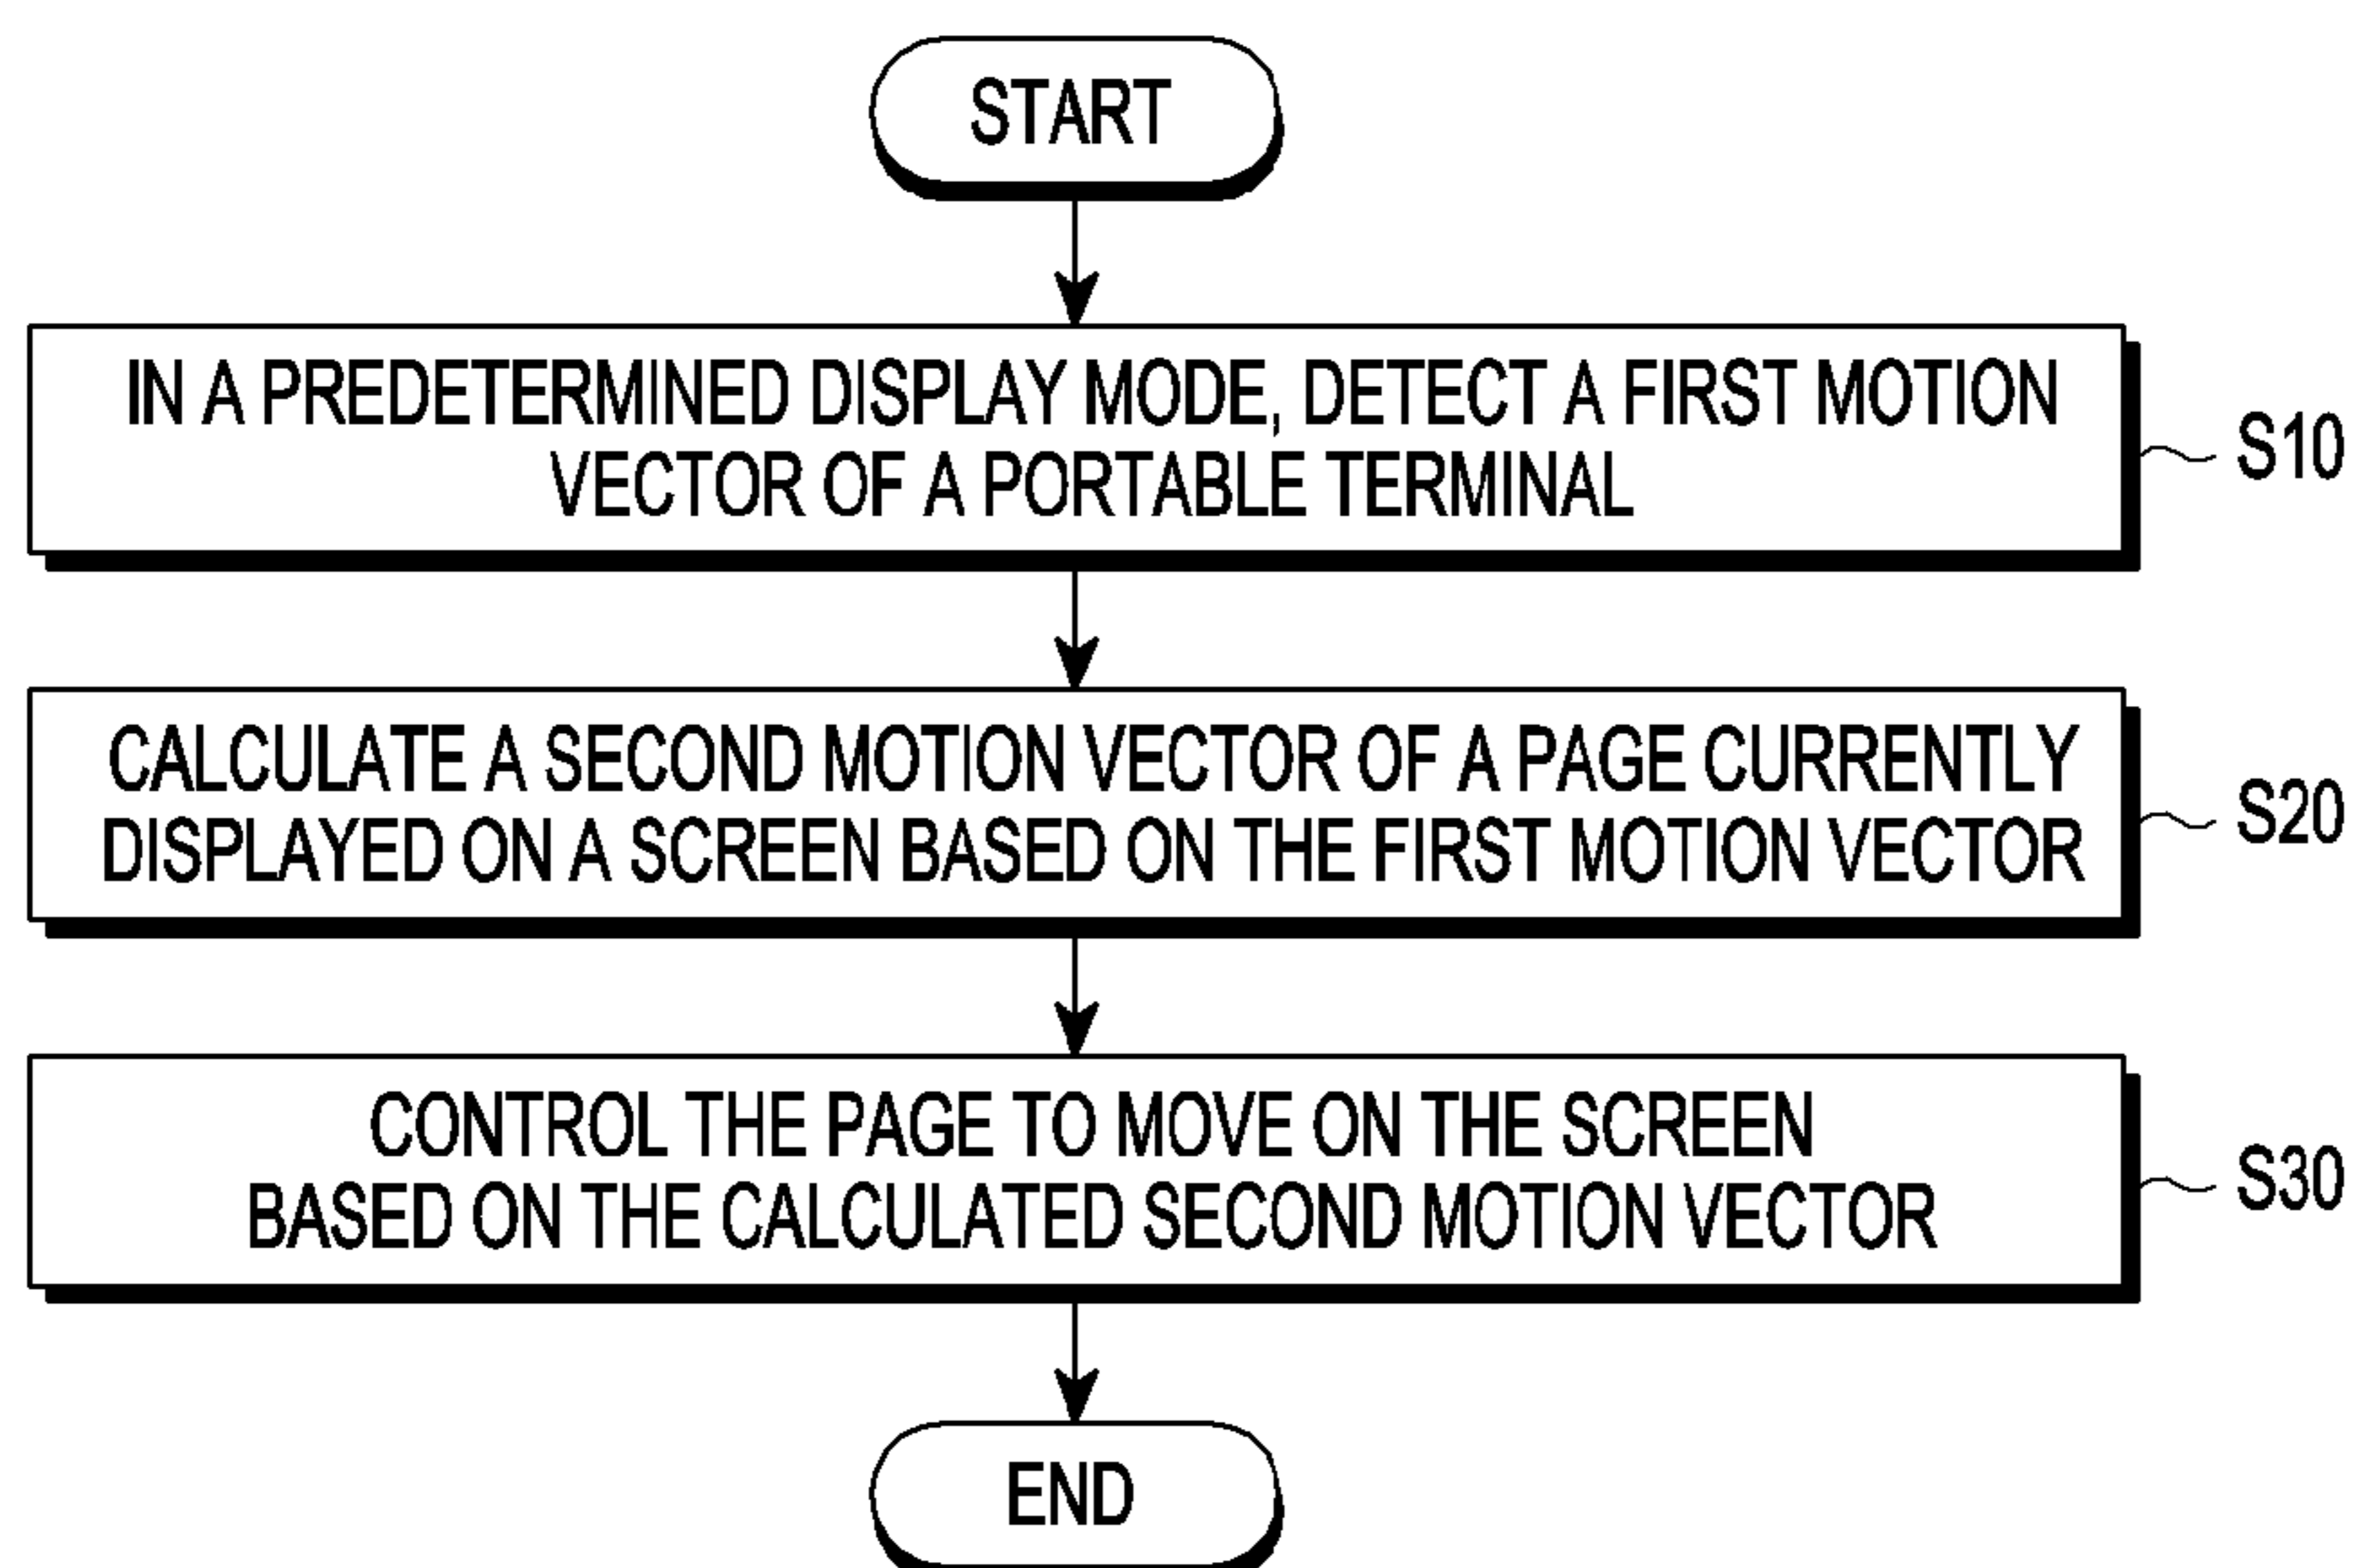 START
IN A PREDETERMINED DISPLAY MODE, DETECT A FIRST MOTION
VECTOR OF A PORTABLE TERMINAL
S10
CALCULATE A SECOND MOTION VECTOR OF A PAGE CURRENTLY
DISPLAYED ON A SCREEN BASED ON THE FIRST MOTION VECTOR
S20
CONTROL THE PAGE TO MOVE ON THE SCREEN
BASED ON THE CALCULATED SECOND MOTION VECTOR
S30
END